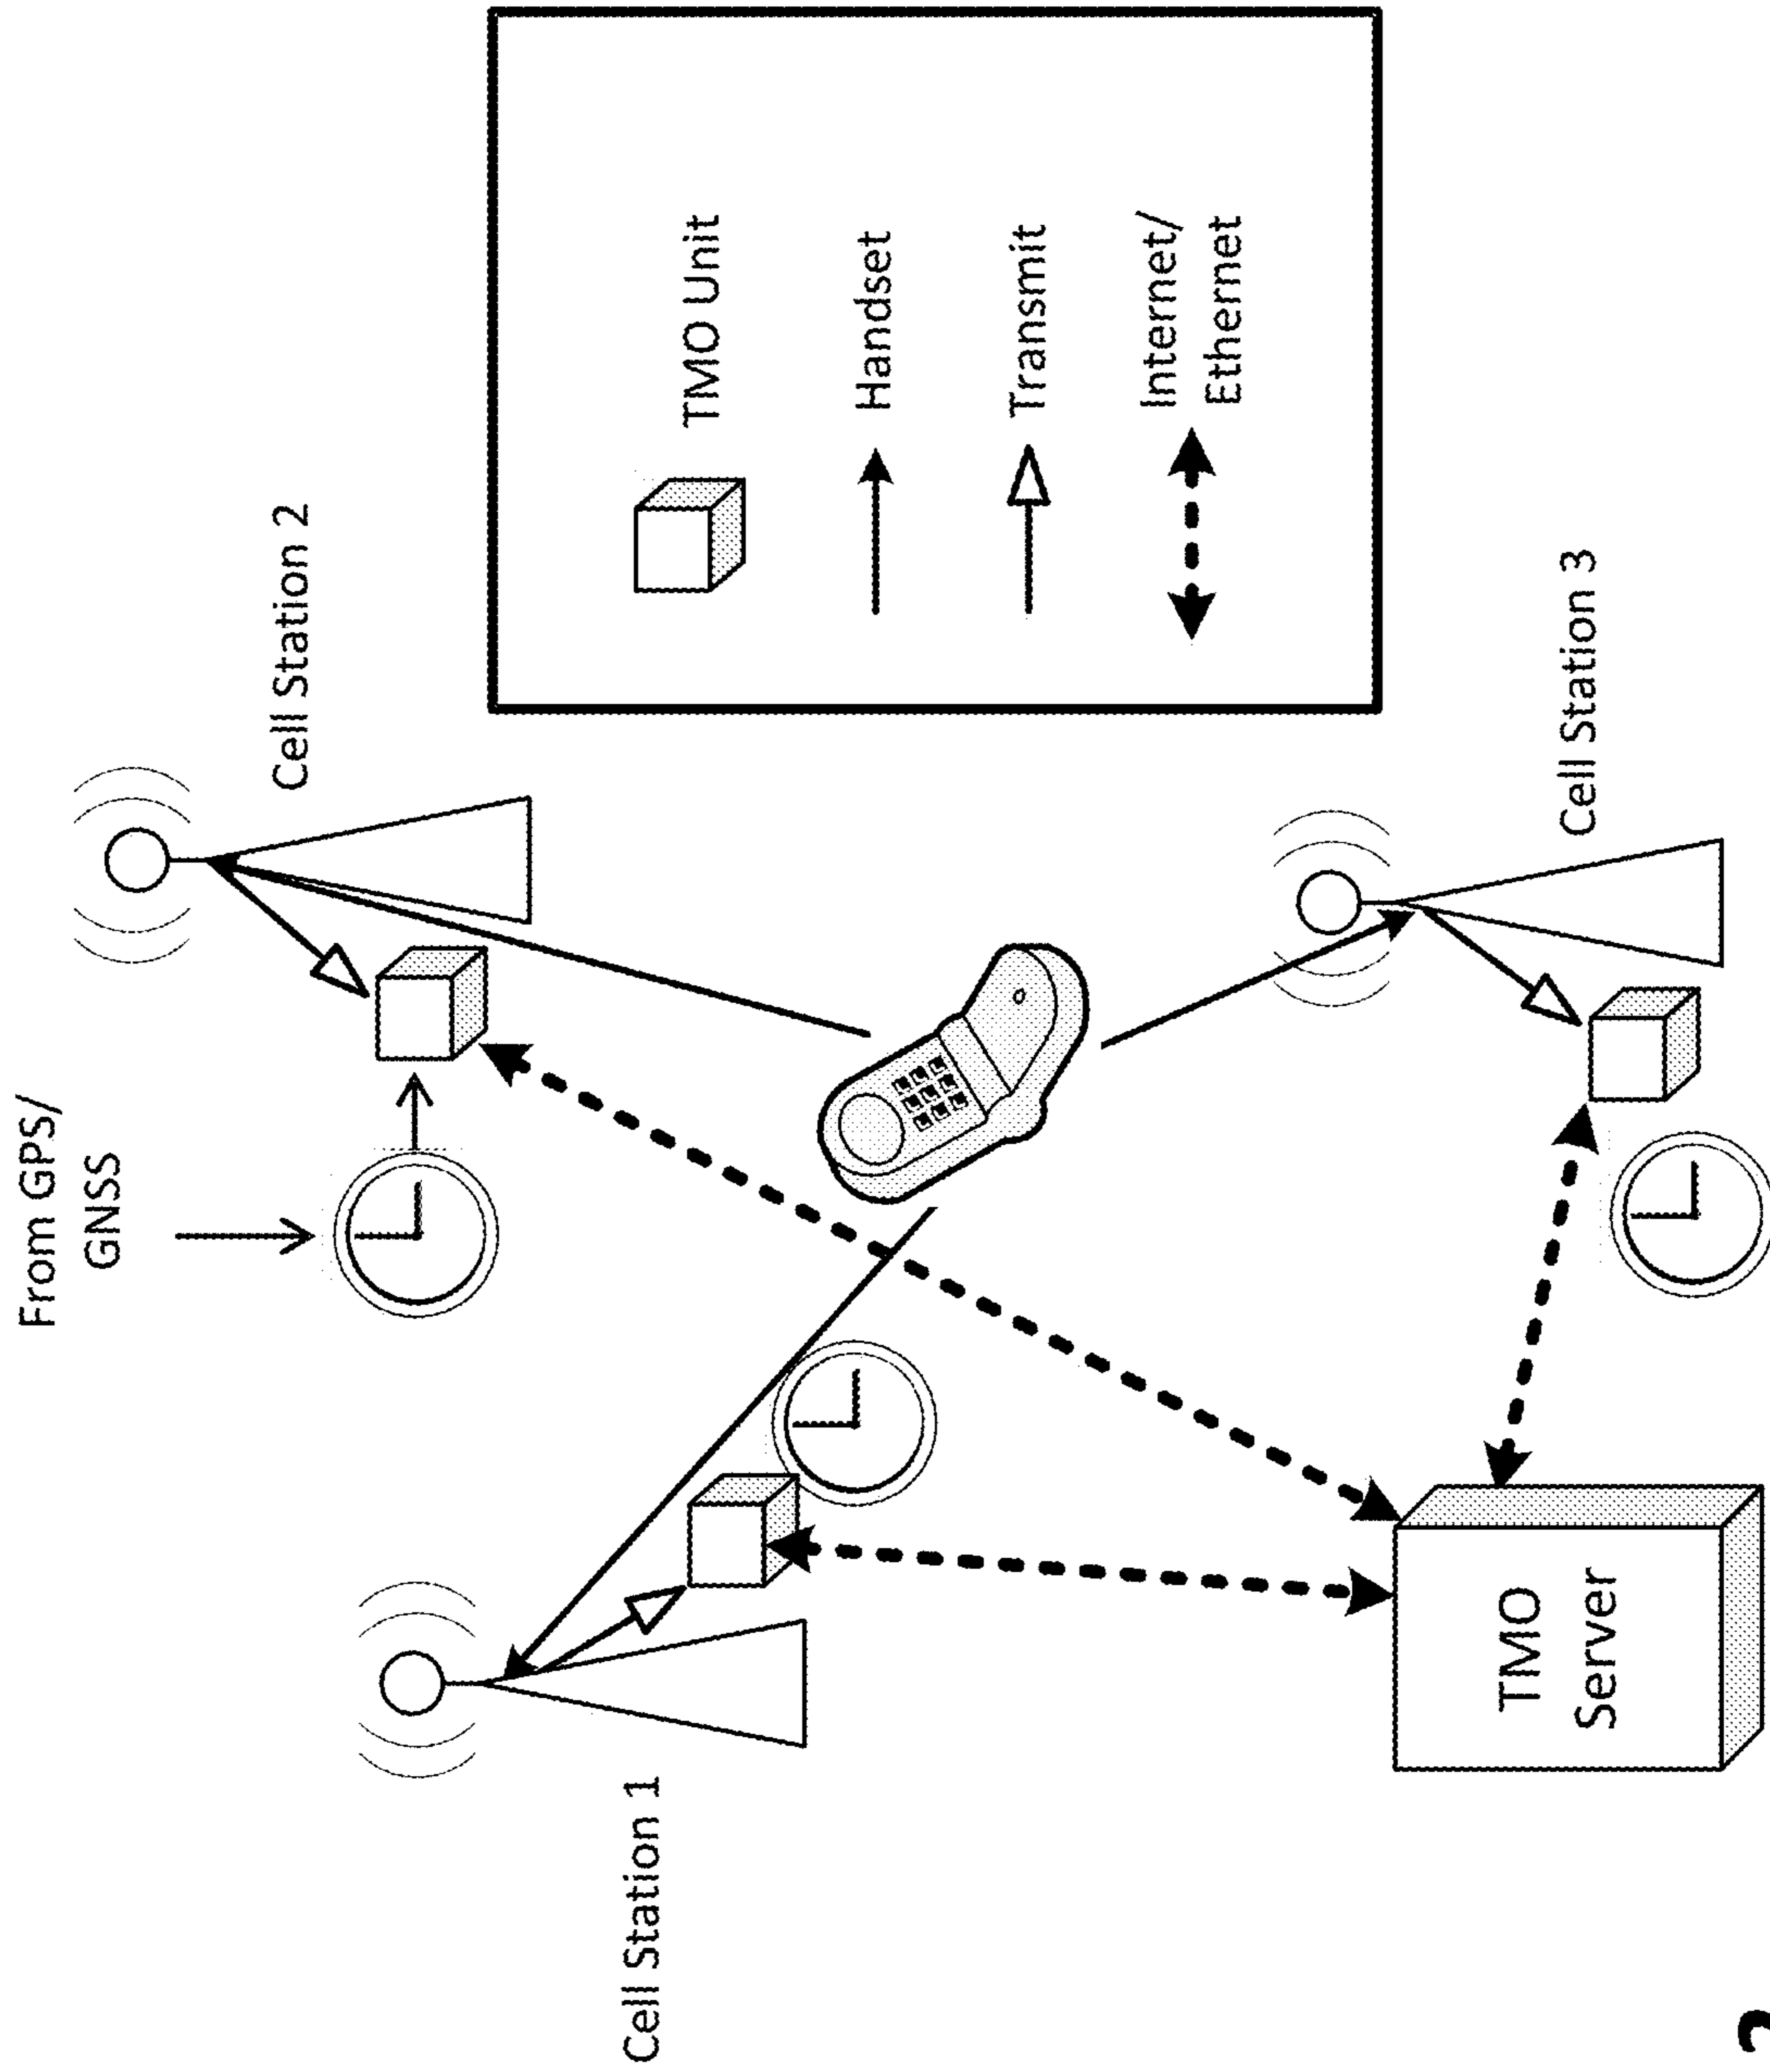 From GPS/
GNSS
Cell Station 2
Cell Station 1
TMO Unit
Handset
Transmit
Internet/
Ethernet
Cell Station 3
TMO
Server